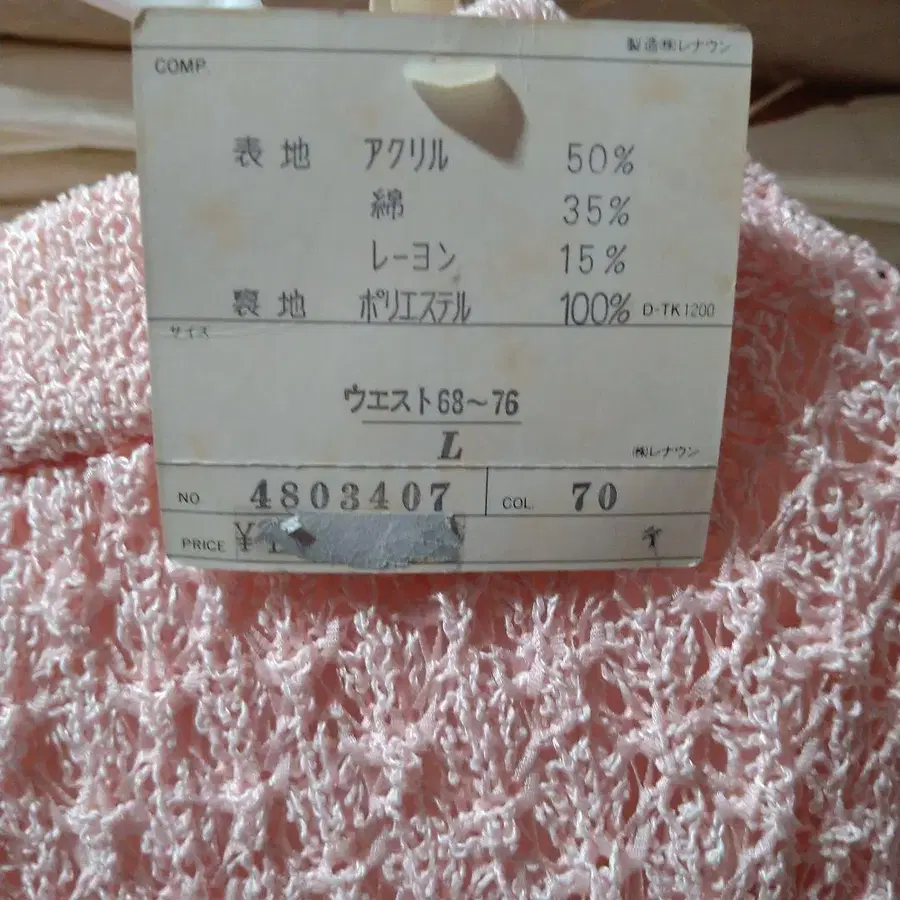 製造㈱レナウン
COMP.
表地 アクリル 50%
綿 35%
レーヨン 15%
裏地 ポリエステル 100% D-TK1200
サイズ
ウエスト68~76
L
㈱レナウン
NO 4803407 COL. 70
PRICE ¥